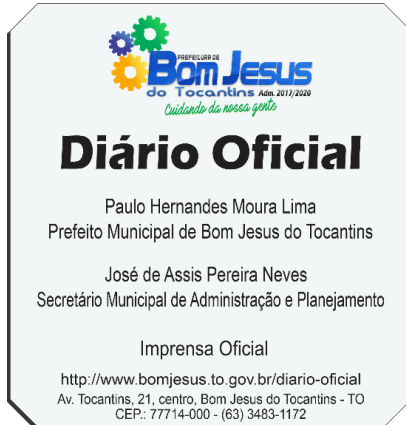 PREFEITURA DE
Bom Jesus
do Tocantins Adm. 2017/2020
Cuidando da nossa gente
Diário Oficial
Paulo Hernandes Moura Lima
Prefeito Municipal de Bom Jesus do Tocantins
José de Assis Pereira Neves
Secretário Municipal de Administração e Planejamento
Imprensa Oficial
http://www.bomjesus.to.gov.br/diario-oficial
Av. Tocantins, 21, centro, Bom Jesus do Tocantins - TO
CEP.: 77714-000 - (63) 3483-1172